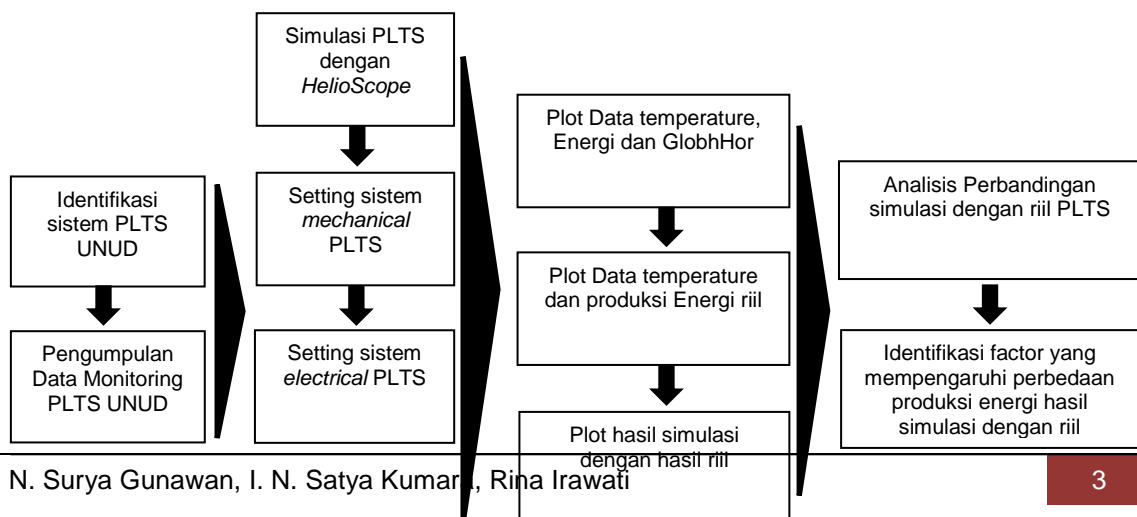 Identifikasi
sistem PLTS
UNUD
Pengumpulan
Data Monitoring
PLTS UNUD
Simulasi PLTS
dengan
HelioScope
Setting sistem
mechanical
PLTS
Setting sistem
electrical PLTS
Plot Data temperature,
Energi dan GlobhHor
Plot Data temperature
dan produksi Energi riil
Plot hasil simulasi
dengan hasil riil
Analisis Perbandingan
simulasi dengan riil PLTS
Identifikasi factor yang
mempengaruhi perbedaan
produksi energi hasil
simulasi dengan riil
N. Surya Gunawan, I. N. Satya Kumara, Rina Irawati
3